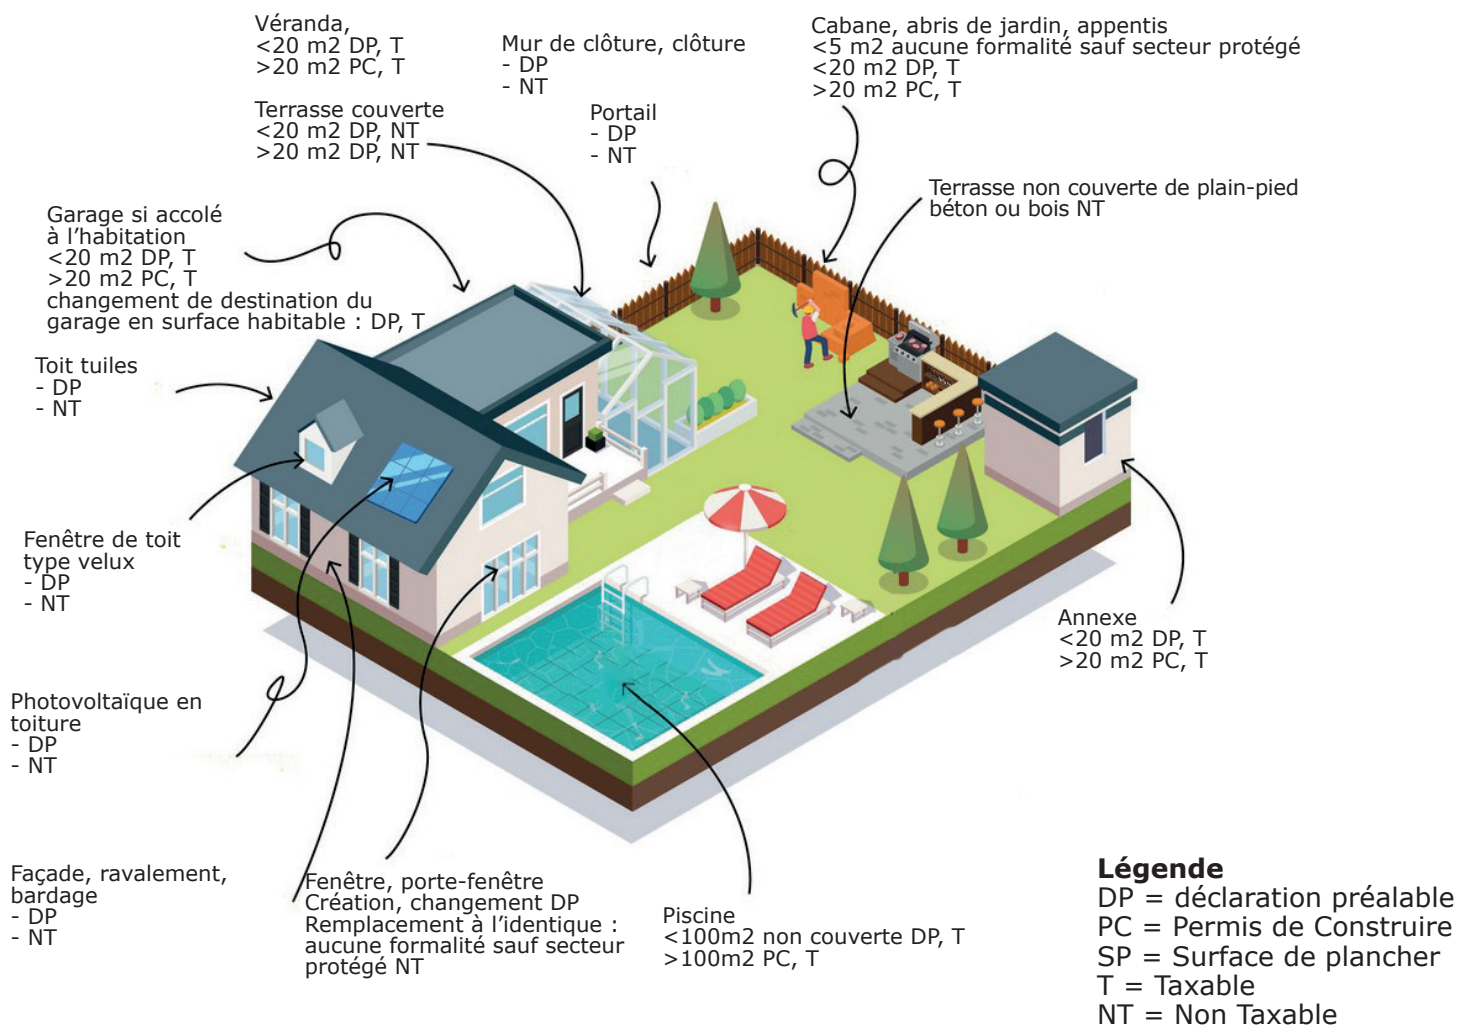 Véranda,
<20 m2 DP, T
>20 m2 PC, T
Terrasse couverte
<20 m2 DP, NT
>20 m2 DP, NT
Mur de clôture, clôture
- DP
- NT
Portail
- DP
- NT
Cabane, abris de jardin, appentis
<5 m2 aucune formalité sauf secteur protégé
<20 m2 DP, T
>20 m2 PC, T
Terrasse non couverte de plain-pied
béton ou bois NT
Garage si accolé
à l’habitation
<20 m2 DP, T
>20 m2 PC, T
changement de destination du
garage en surface habitable : DP, T
Toit tuiles
- DP
- NT
Fenêtre de toit
type velux
- DP
- NT
Photovoltaïque en
toiture
- DP
- NT
Façade, ravalement,
bardage
- DP
- NT
Fenêtre, porte-fenêtre
Création, changement DP
Remplacement à l’identique :
aucune formalité sauf secteur
protégé NT
Piscine
<100m2 non couverte DP, T
>100m2 PC, T
Annexe
<20 m2 DP, T
>20 m2 PC, T
Légende
DP = déclaration préalable
PC = Permis de Construire
SP = Surface de plancher
T = Taxable
NT = Non Taxable